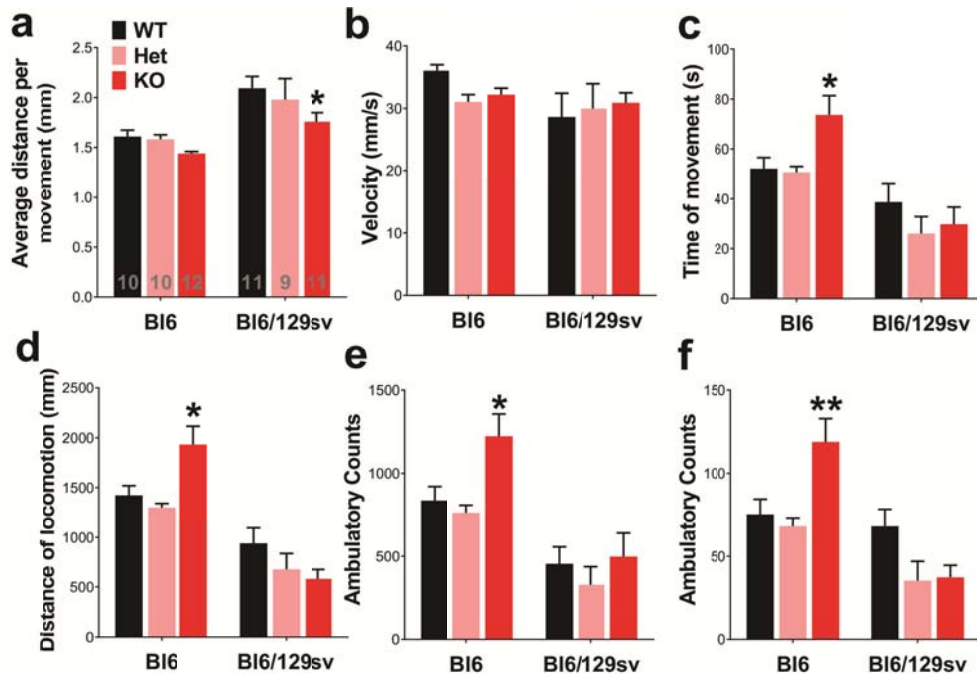 a
WT
Het
KO
Average distance per
movement (mm)
2.5
2.0
1.5
1.0
0.5
0.0
*
10 10 12 11 9 11
Bl6 Bl6/129sv
b
Velocity (mm/s)
40
30
20
10
0
Bl6 Bl6/129sv
c
Time of movement (s)
100
80
60
40
20
0
*
Bl6 Bl6/129sv
d
Distance of locomotion (mm)
2500
2000
1500
1000
500
0
*
Bl6 Bl6/129sv
e
Ambulatory Counts
1500
1000
500
0
*
Bl6 Bl6/129sv
f
Ambulatory Counts
150
100
50
0
**
Bl6 Bl6/129sv